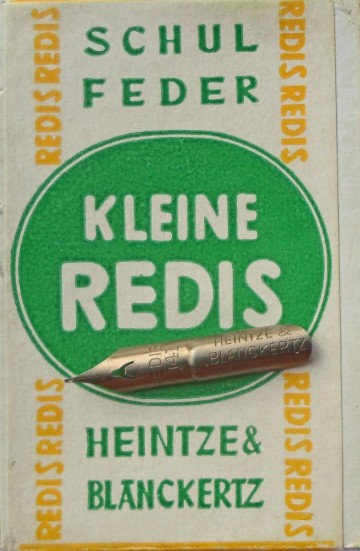 SCHUL
FEDER
REDIS REDIS
REDIS REDIS
KLEINE
REDIS
HEINTZE &
BLANCKERTZ
REDIS REDIS
REDIS REDIS
HEINTZE &
BLANCKERTZ